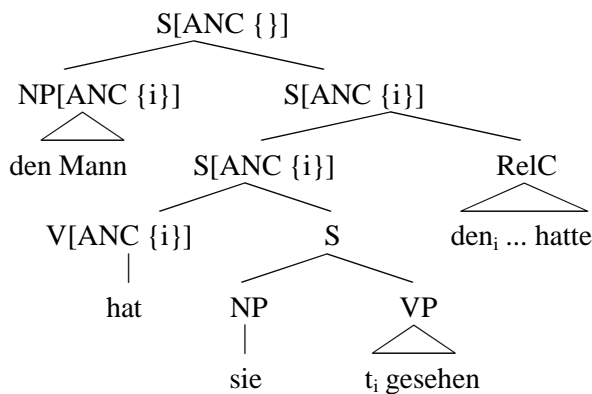 S[ANC {}]
NP[ANC {i}] S[ANC {i}]
den Mann S[ANC {i}] RelC
V[ANC {i}] S denᵢ ... hatte
hat NP VP
sie tᵢ gesehen